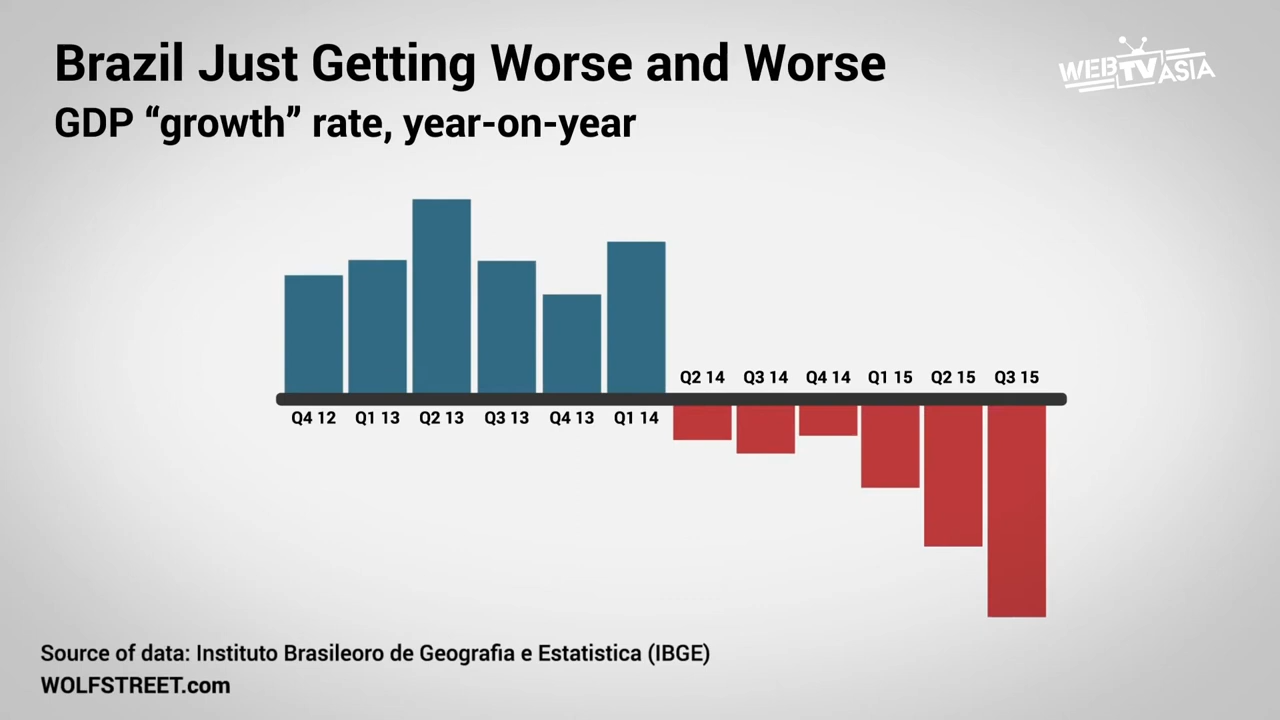 Brazil Just Getting Worse and Worse
GDP “growth” rate, year-on-year
WEBTVASIA
Q2 14 Q3 14 Q4 14 Q1 15 Q2 15 Q3 15
Q4 12 Q1 13 Q2 13 Q3 13 Q4 13 Q1 14
Source of data: Instituto Brasileoro de Geografia e Estatistica (IBGE)
WOLFSTREET.com